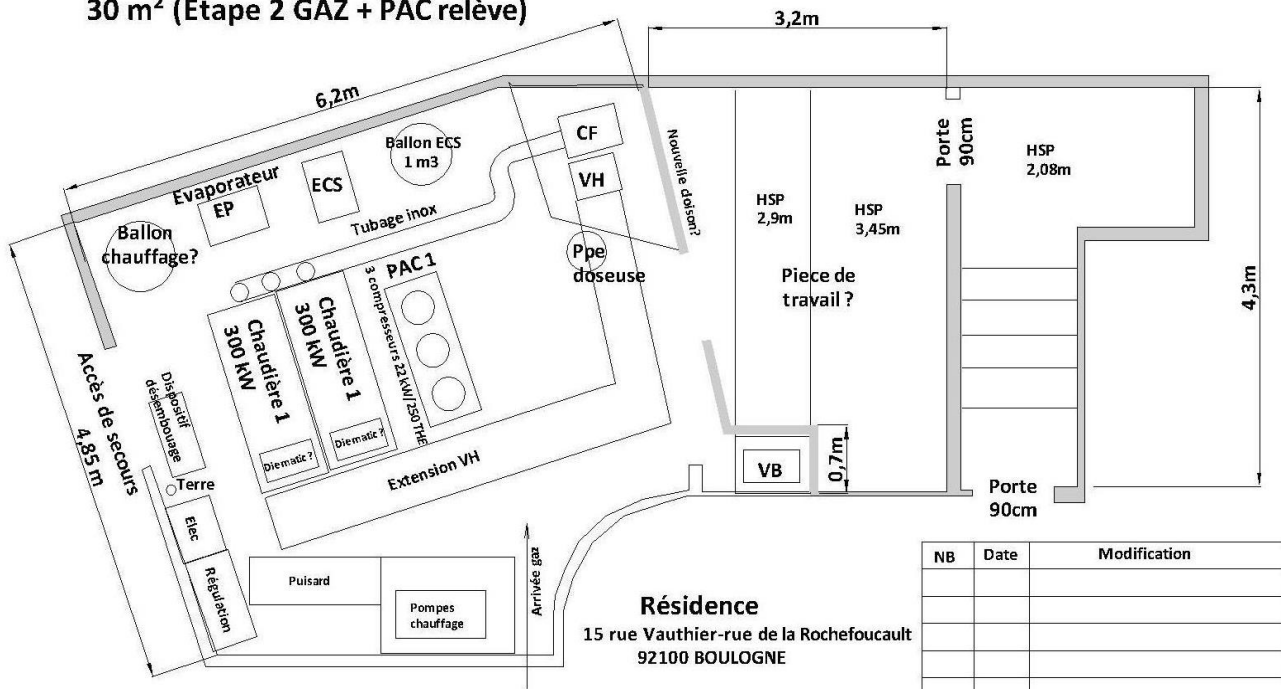 30 m² (Etape 2 GAZ + PAC relève)
3,2m
6,2m
CF
Ballon ECS
1 m3
Nouvelle cloison?
Porte
90cm
HSP
2,08m
VH
ECS
Evaporateur
EP
HSP
2,9m
HSP
3,45m
Tubage inox
Ballon
chauffage?
Ppe
doseuse
PAC 1
3 compresseurs 22 kW/250 THE
Piece de
travail ?
4,3m
Chaudière 1
300 kW
Chaudière 1
300 kW
Accès de secours
4,85 m
Dispositif
désembouage
Diematic ?
Diematic ?
Extension VH
VB
0,7m
Terre
Porte
90cm
Elec
Régulation
Puisard
Pompes
chauffage
Arrivée gaz
Résidence
15 rue Vauthier-rue de la Rochefoucault
92100 BOULOGNE
NB Date Modification